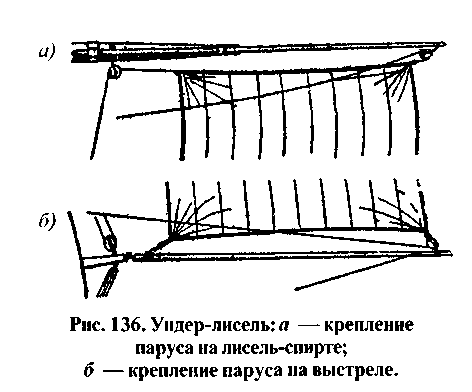 а)
б)
Рис. 136. Ундер-лисель: а — крепление
паруса на лисель-спирте;
б — крепление паруса на выстреле.